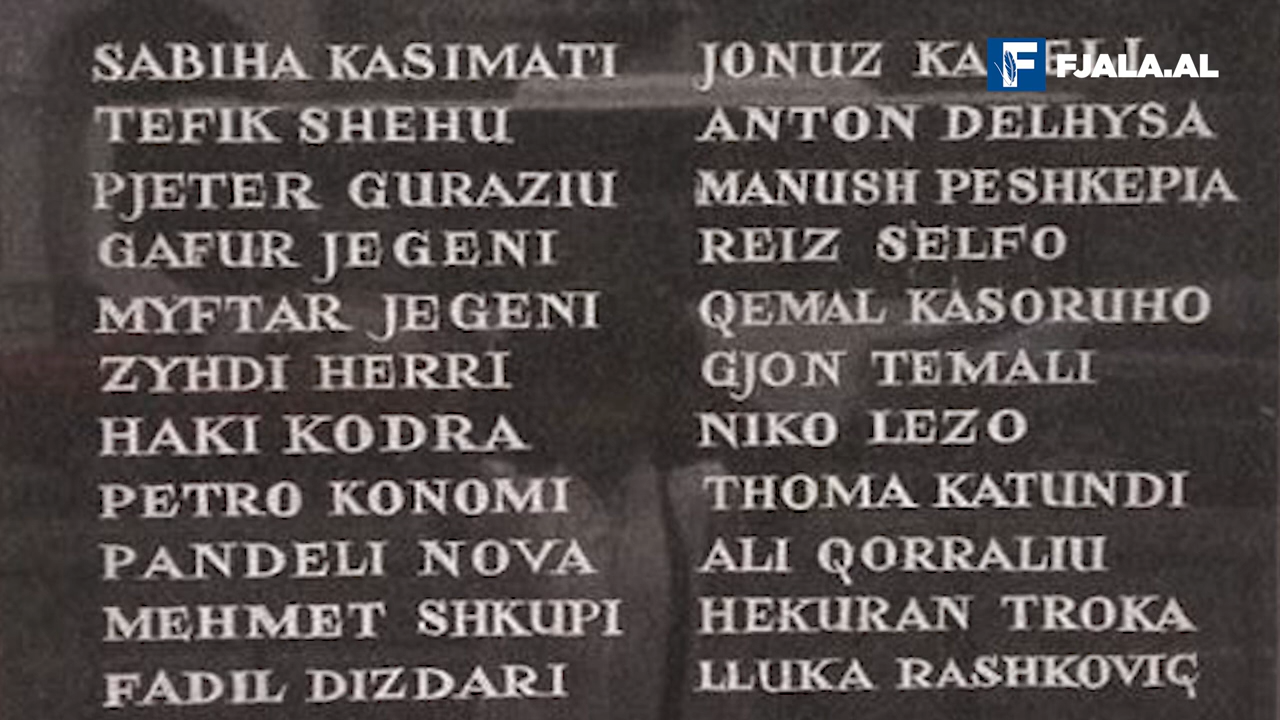 SABIHA KASIMATI
TEFIK SHEHU
PJETER GURAZIU
GAFUR JEGENI
MYFTAR JEGENI
ZYHDI HERRI
HAKI KODRA
PETRO KONOMI
PANDELI NOVA
MEHMET SHKUPI
FADIL DIZDARI
JONUZ
FJALA.AL
ANTON DELHYSA
MANUSH PESHKEPIA
REIZ SELFO
QEMAL KASORUHO
GJON TEMALI
NIKO LEZO
THOMA KATUNDI
ALI QORRALIU
HEKURAN TROKA
LLUKA RASHKOVIÇ